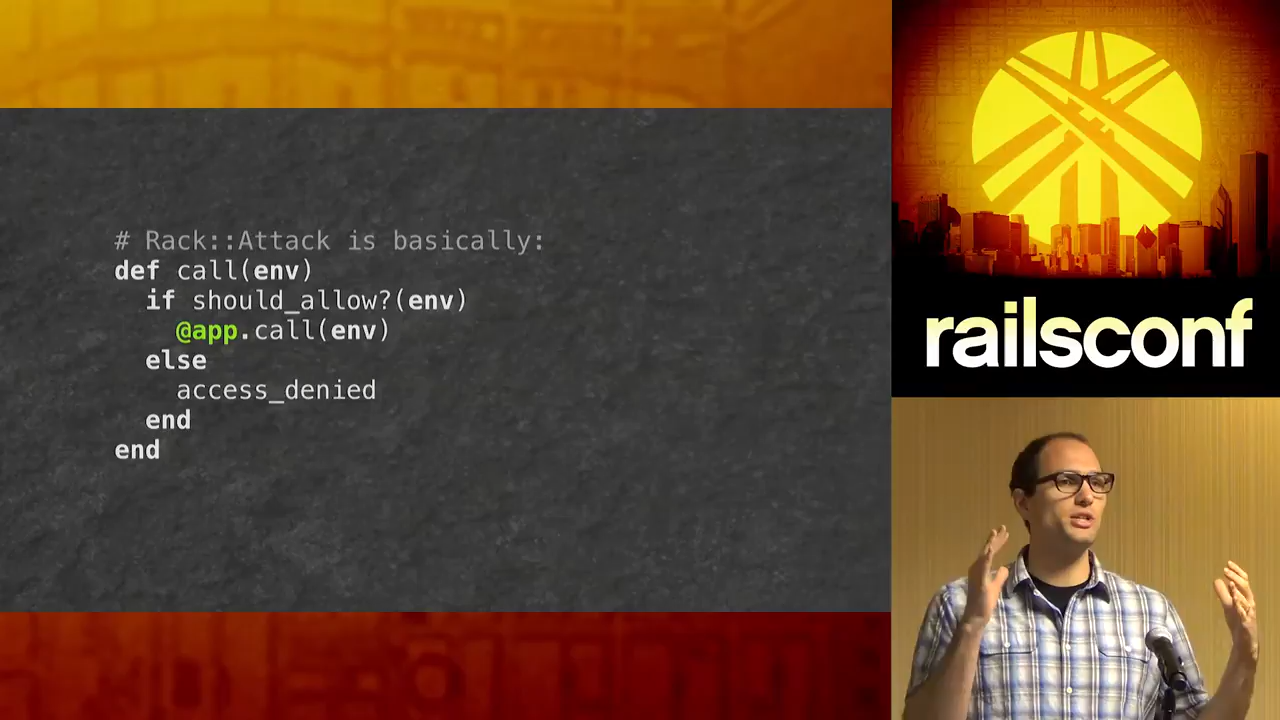 # Rack::Attack is basically:
def call(env)
  if should_allow?(env)
    @app.call(env)
  else
    access_denied
  end
end
railsconf